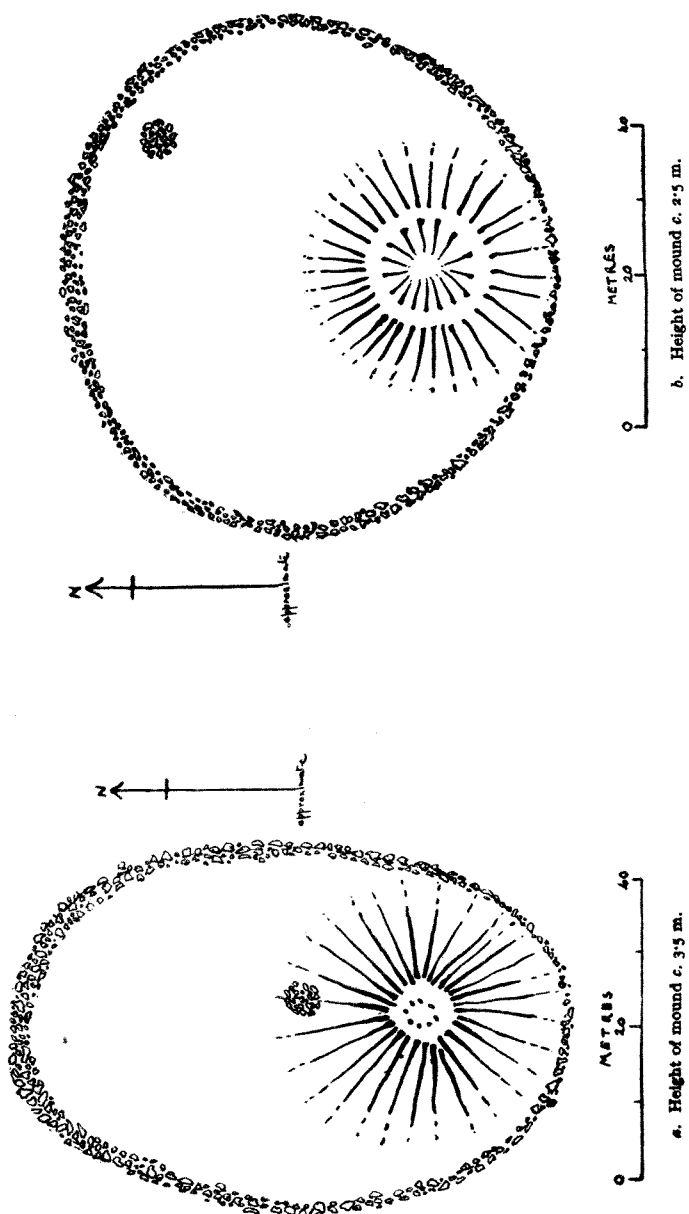 N
approximate
METRES
0 20 40
a. Height of mound c. 3·5 m.
N
approximate
METRES
0 20 40
b. Height of mound c. 2·5 m.